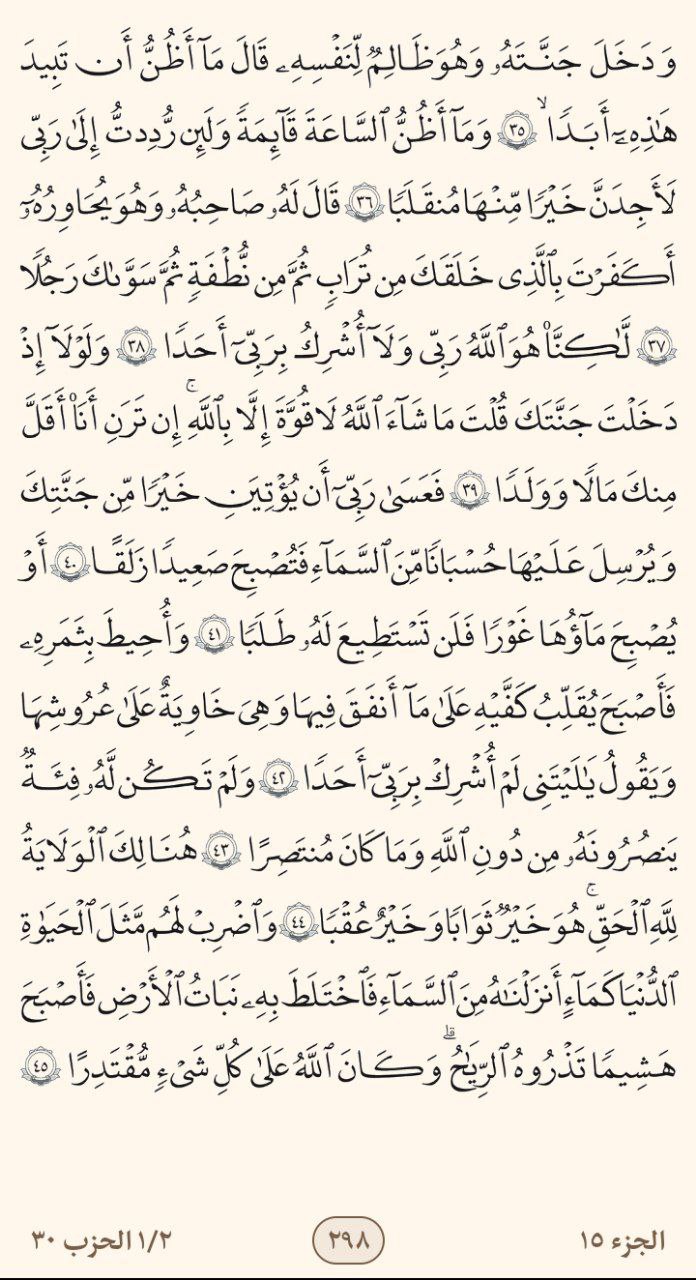 وَدَخَلَ جَنَّتَهُۥ وَهُوَ ظَالِمٌ لِّنَفْسِهِۦ قَالَ مَآ أَظُنُّ أَن تَبِيدَ
هَٰذِهِۦٓ أَبَدًا ۙ ٣٥ وَمَآ أَظُنُّ ٱلسَّاعَةَ قَآئِمَةً وَلَئِن رُّدِدتُّ إِلَىٰ رَبِّى
لَأَجِدَنَّ خَيْرًا مِّنْهَا مُنقَلَبًا ٣٦ قَالَ لَهُۥ صَاحِبُهُۥ وَهُوَ يُحَاوِرُهُۥٓ
أَكَفَرْتَ بِٱلَّذِى خَلَقَكَ مِن تُرَابٍ ثُمَّ مِن نُّطْفَةٍ ثُمَّ سَوَّىٰكَ رَجُلًا
٣٧ لَّٰكِنَّا۠ هُوَ ٱللَّهُ رَبِّى وَلَآ أُشْرِكُ بِرَبِّىٓ أَحَدًا ٣٨ وَلَوْلَآ إِذْ
دَخَلْتَ جَنَّتَكَ قُلْتَ مَا شَآءَ ٱللَّهُ لَا قُوَّةَ إِلَّا بِٱللَّهِ ۚ إِن تَرَنِ أَنَا۠ أَقَلَّ
مِنكَ مَالًا وَوَلَدًا ٣٩ فَعَسَىٰ رَبِّىٓ أَن يُؤْتِيَنِ خَيْرًا مِّن جَنَّتِكَ
وَيُرْسِلَ عَلَيْهَا حُسْبَانًا مِّنَ ٱلسَّمَآءِ فَتُصْبِحَ صَعِيدًا زَلَقًا ٤٠ أَوْ
يُصْبِحَ مَآؤُهَا غَوْرًا فَلَن تَسْتَطِيعَ لَهُۥ طَلَبًا ٤١ وَأُحِيطَ بِثَمَرِهِۦ
فَأَصْبَحَ يُقَلِّبُ كَفَّيْهِ عَلَىٰ مَآ أَنفَقَ فِيهَا وَهِىَ خَاوِيَةٌ عَلَىٰ عُرُوشِهَا
وَيَقُولُ يَٰلَيْتَنِى لَمْ أُشْرِكْ بِرَبِّىٓ أَحَدًا ٤٢ وَلَمْ تَكُن لَّهُۥ فِئَةٌ
يَنصُرُونَهُۥ مِن دُونِ ٱللَّهِ وَمَا كَانَ مُنتَصِرًا ٤٣ هُنَالِكَ ٱلْوَلَايَةُ
لِلَّهِ ٱلْحَقِّ ۚ هُوَ خَيْرٌ ثَوَابًا وَخَيْرٌ عُقْبًا ٤٤ وَٱضْرِبْ لَهُم مَّثَلَ ٱلْحَيَوٰةِ
ٱلدُّنْيَا كَمَآءٍ أَنزَلْنَٰهُ مِنَ ٱلسَّمَآءِ فَٱخْتَلَطَ بِهِۦ نَبَاتُ ٱلْأَرْضِ فَأَصْبَحَ
هَشِيمًا تَذْرُوهُ ٱلرِّيَٰحُ ۗ وَكَانَ ٱللَّهُ عَلَىٰ كُلِّ شَىْءٍ مُّقْتَدِرًا ٤٥
الجزء ١٥ ٢٩٨ ١/٢ الحزب ٣٠